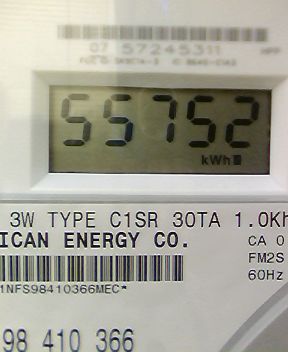 07 57245311
55752
kWh
3W TYPE C1SR 30TA 1.0Kh
ICAN ENERGY CO.
CA 0
FM2S
60Hz
1NFS98410366MEC*
98 410 366